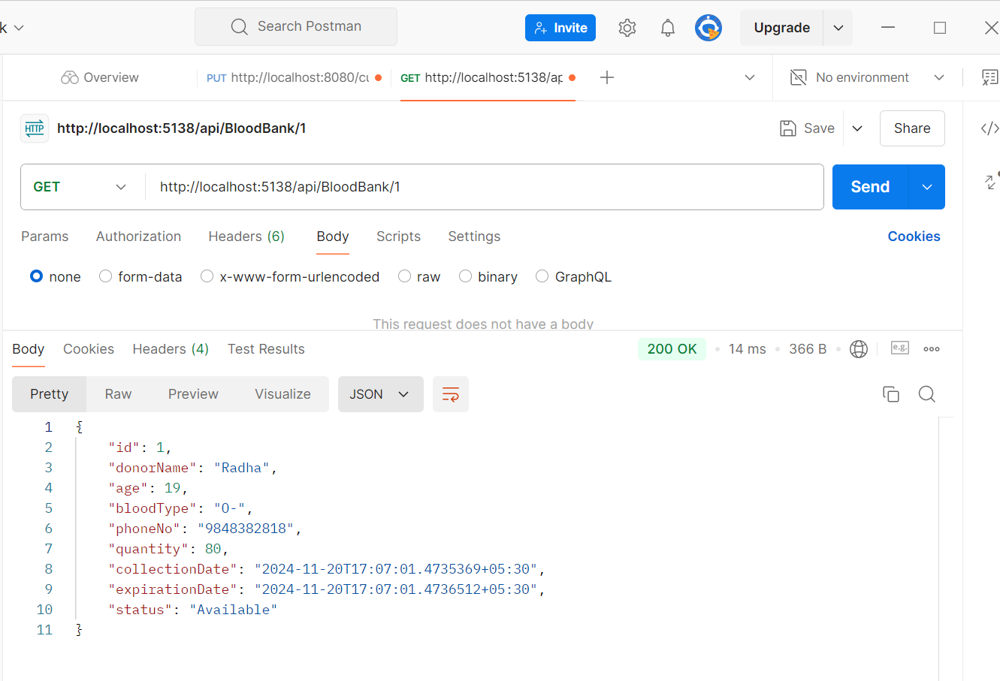 k
Search Postman
Invite
Upgrade
Overview
PUT http://localhost:8080/cu
GET http://localhost:5138/ap
No environment
HTTP
http://localhost:5138/api/BloodBank/1
Save
Share
GET
http://localhost:5138/api/BloodBank/1
Send
Params Authorization Headers (6) Body Scripts Settings Cookies
none form-data x-www-form-urlencoded raw binary GraphQL
This request does not have a body
Body Cookies Headers (4) Test Results 200 OK 14 ms 366 B e.g.
Pretty Raw Preview Visualize JSON
1 {
2 "id": 1,
3 "donorName": "Radha",
4 "age": 19,
5 "bloodType": "O-",
6 "phoneNo": "9848382818",
7 "quantity": 80,
8 "collectionDate": "2024-11-20T17:07:01.4735369+05:30",
9 "expirationDate": "2024-11-20T17:07:01.4736512+05:30",
10 "status": "Available"
11 }